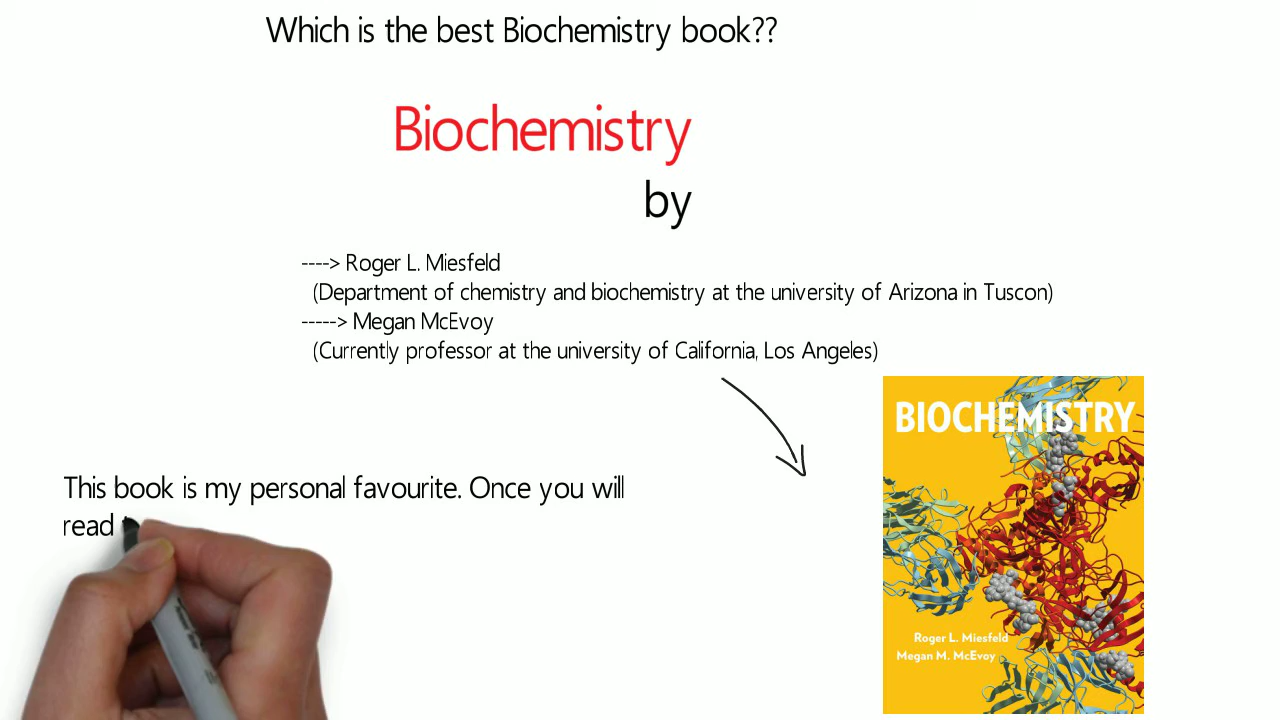 Which is the best Biochemistry book??
Biochemistry
by
----> Roger L. Miesfeld
(Department of chemistry and biochemistry at the university of Arizona in Tuscon)
-----> Megan McEvoy
(Currently professor at the university of California, Los Angeles)
BIOCHEMISTRY
This book is my personal favourite. Once you will
read
Roger L. Miesfeld
Megan M. McEvoy